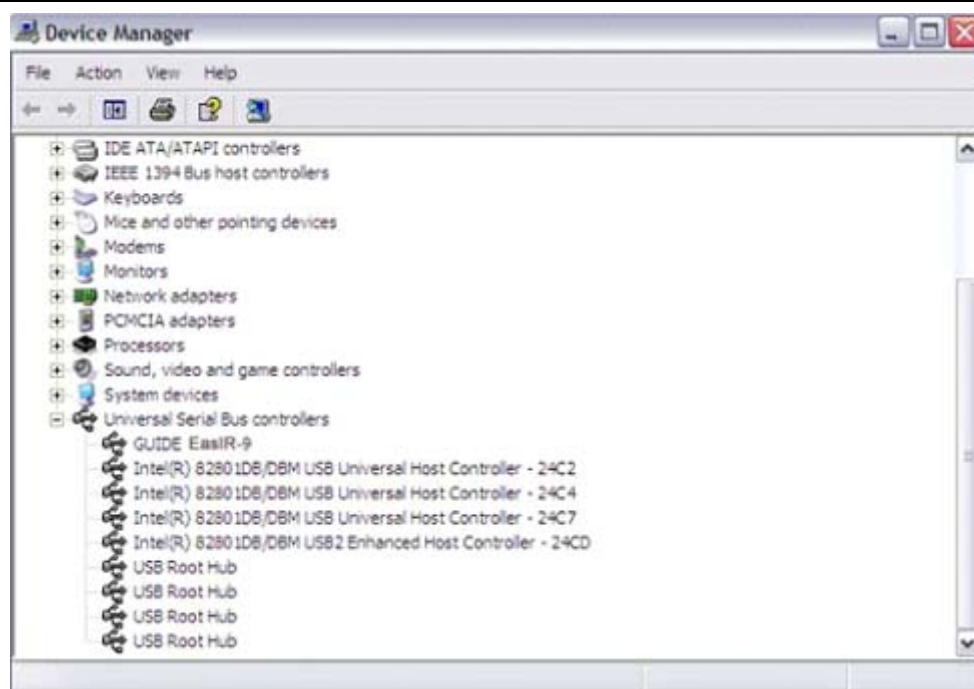 Device Manager
File Action View Help
IDE ATA/ATAPI controllers
IEEE 1394 Bus host controllers
Keyboards
Mice and other pointing devices
Modems
Monitors
Network adapters
PCMCIA adapters
Processors
Sound, video and game controllers
System devices
Universal Serial Bus controllers
GUIDE EasIR-9
Intel(R) 82801DB/DBM USB Universal Host Controller - 24C2
Intel(R) 82801DB/DBM USB Universal Host Controller - 24C4
Intel(R) 82801DB/DBM USB Universal Host Controller - 24C7
Intel(R) 82801DB/DBM USB2 Enhanced Host Controller - 24CD
USB Root Hub
USB Root Hub
USB Root Hub
USB Root Hub